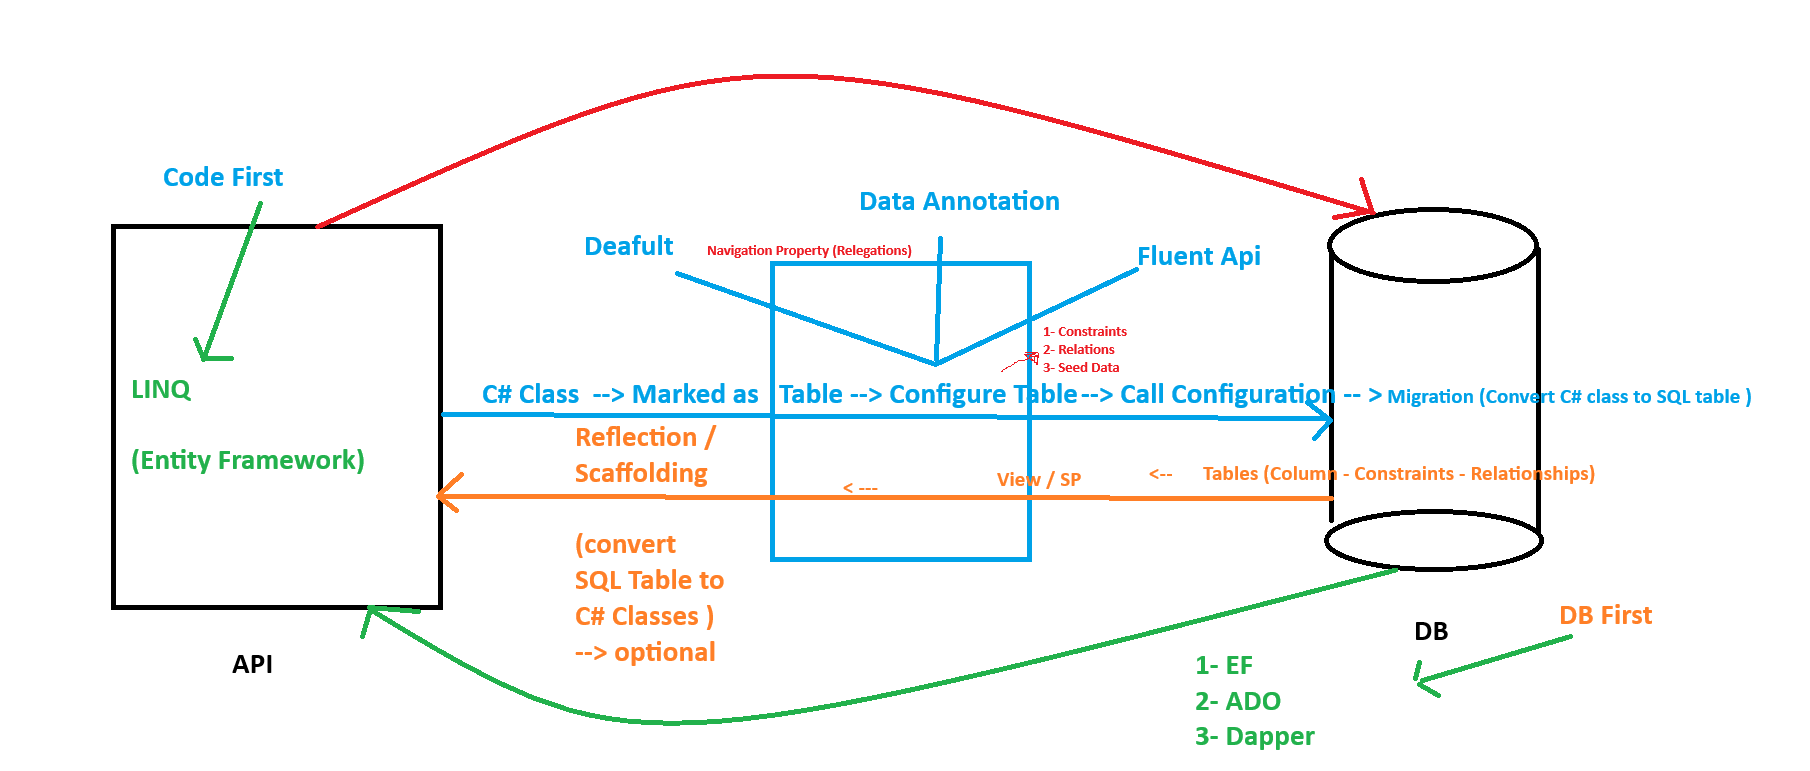 Code First
Data Annotation
Deafult
Navigation Property (Relegations)
Fluent Api
1- Constraints
2- Relations
3- Seed Data
LINQ
C# Class --> Marked as Table --> Configure Table --> Call Configuration -- > Migration (Convert C# class to SQL table )
(Entity Framework)
Reflection /
Scaffolding
< ---
View / SP
<--
Tables (Column - Constraints - Relationships)
(convert
SQL Table to
C# Classes )
--> optional
API
DB
DB First
1- EF
2- ADO
3- Dapper